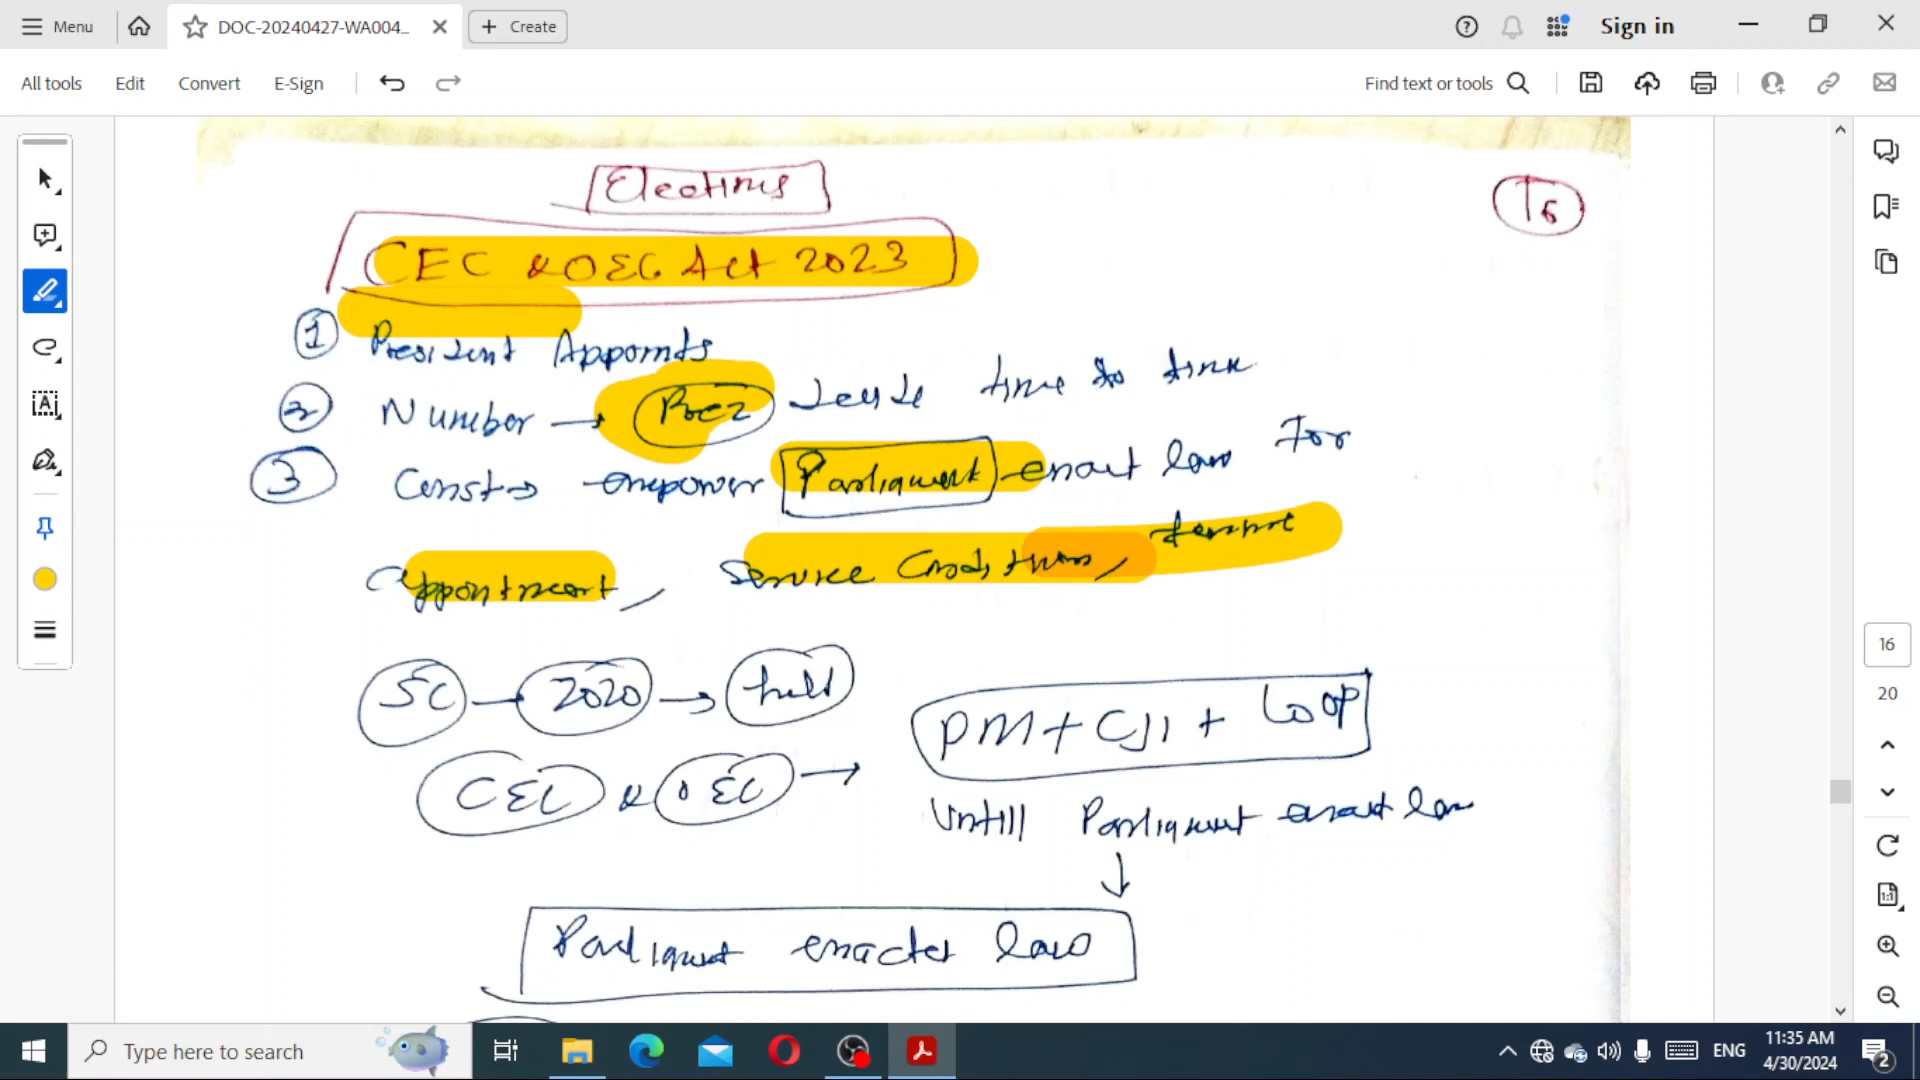 Menu DOC-20240427-WA004... Create Sign in
All tools Edit Convert E-Sign Find text or tools
Elections
T6
CEC & OEC Act 2023
① President Appoints
② Number → Prez decide time to time
③ Const → empower Parliament enact law for
Appointment, Service Conditions, tenure
SC → 2020 → held
PM + CJI + LoOP
CEC & OEC →
Untill Parliament enact law
Parliament enacted law
16
20
Type here to search ENG 11:35 AM
4/30/2024 2